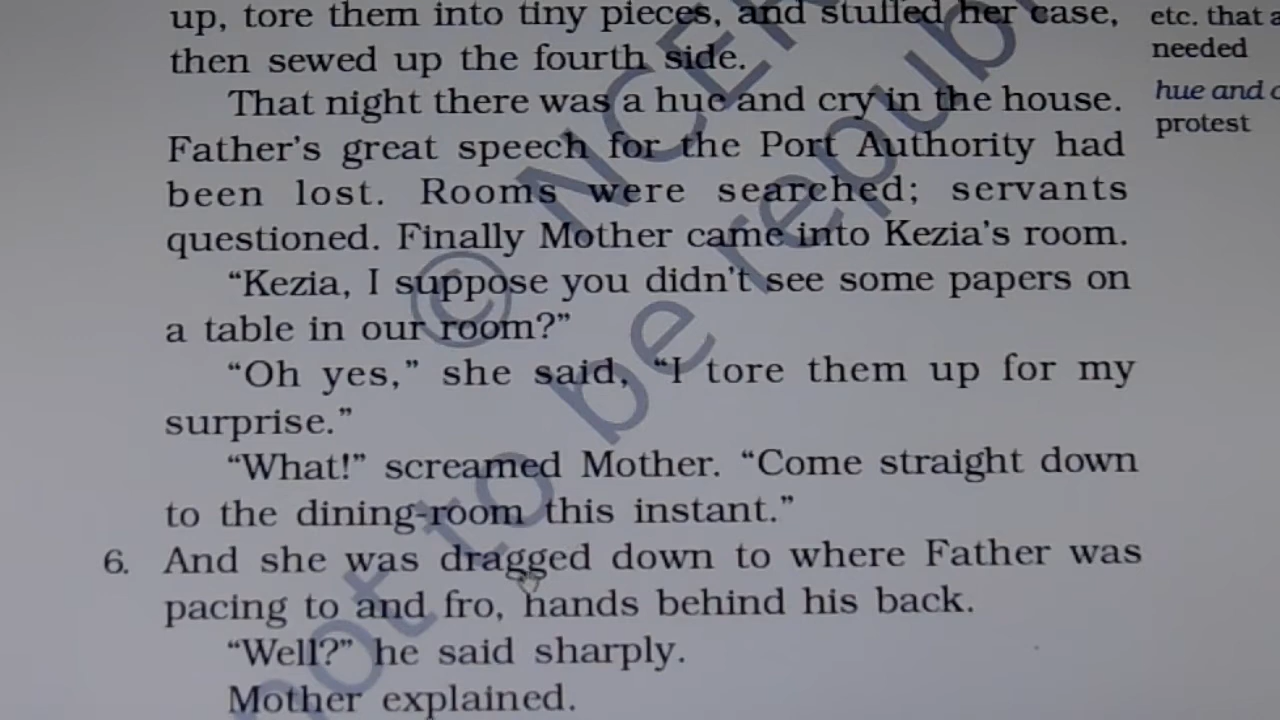 up, tore them into tiny pieces, and stuffed her case,
then sewed up the fourth side.
That night there was a hue and cry in the house.
Father's great speech for the Port Authority had
been lost. Rooms were searched; servants
questioned. Finally Mother came into Kezia's room.
“Kezia, I suppose you didn't see some papers on
a table in our room?”
“Oh yes,” she said, “I tore them up for my
surprise.”
“What!” screamed Mother. “Come straight down
to the dining-room this instant.”
6. And she was dragged down to where Father was
pacing to and fro, hands behind his back.
“Well?” he said sharply.
Mother explained.
etc. that
needed
hue and
protest
© NCER
not to be republ